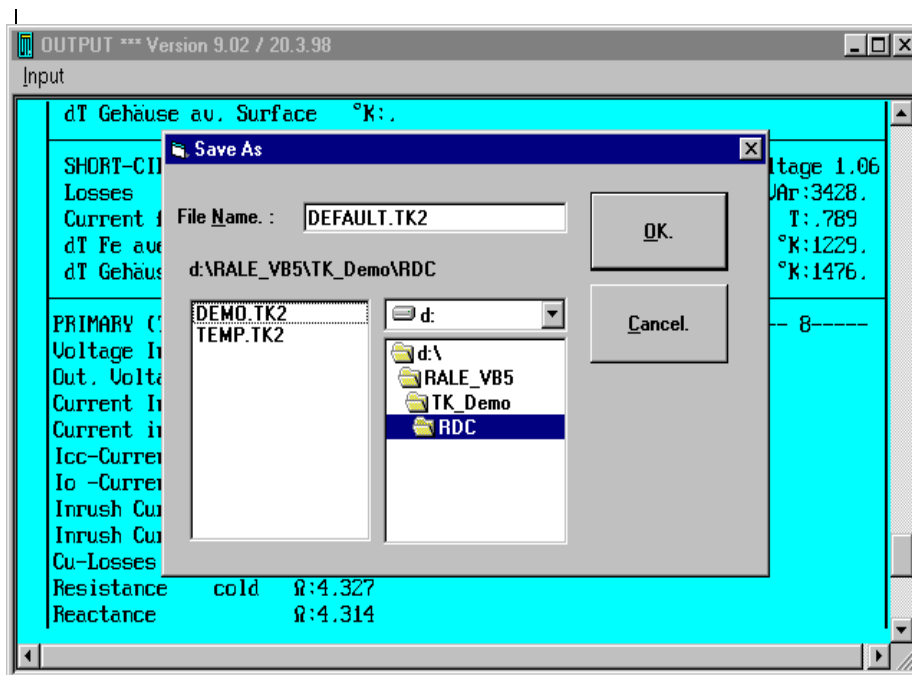 OUTPUT *** Version 9.02 / 20.3.98
Input
dT Gehäuse av. Surface °K:.
SHORT-CI ltage 1.06
Losses VAr:3428.
Current T:.789
dT Fe ave °K:1229.
dT Gehäus °K:1476.
Save As
File Name. : DEFAULT.TK2
OK.
d:\RALE_VB5\TK_Demo\RDC
DEMO.TK2
TEMP.TK2
d:
Cancel.
d:\
RALE_VB5
TK_Demo
RDC
PRIMARY -- 8-----
Voltage In
Out. Volta
Current In
Current in
Icc-Curren
Io -Curren
Inrush Cur
Inrush Cur
Cu-Losses
Resistance cold Ω:4.327
Reactance Ω:4.314